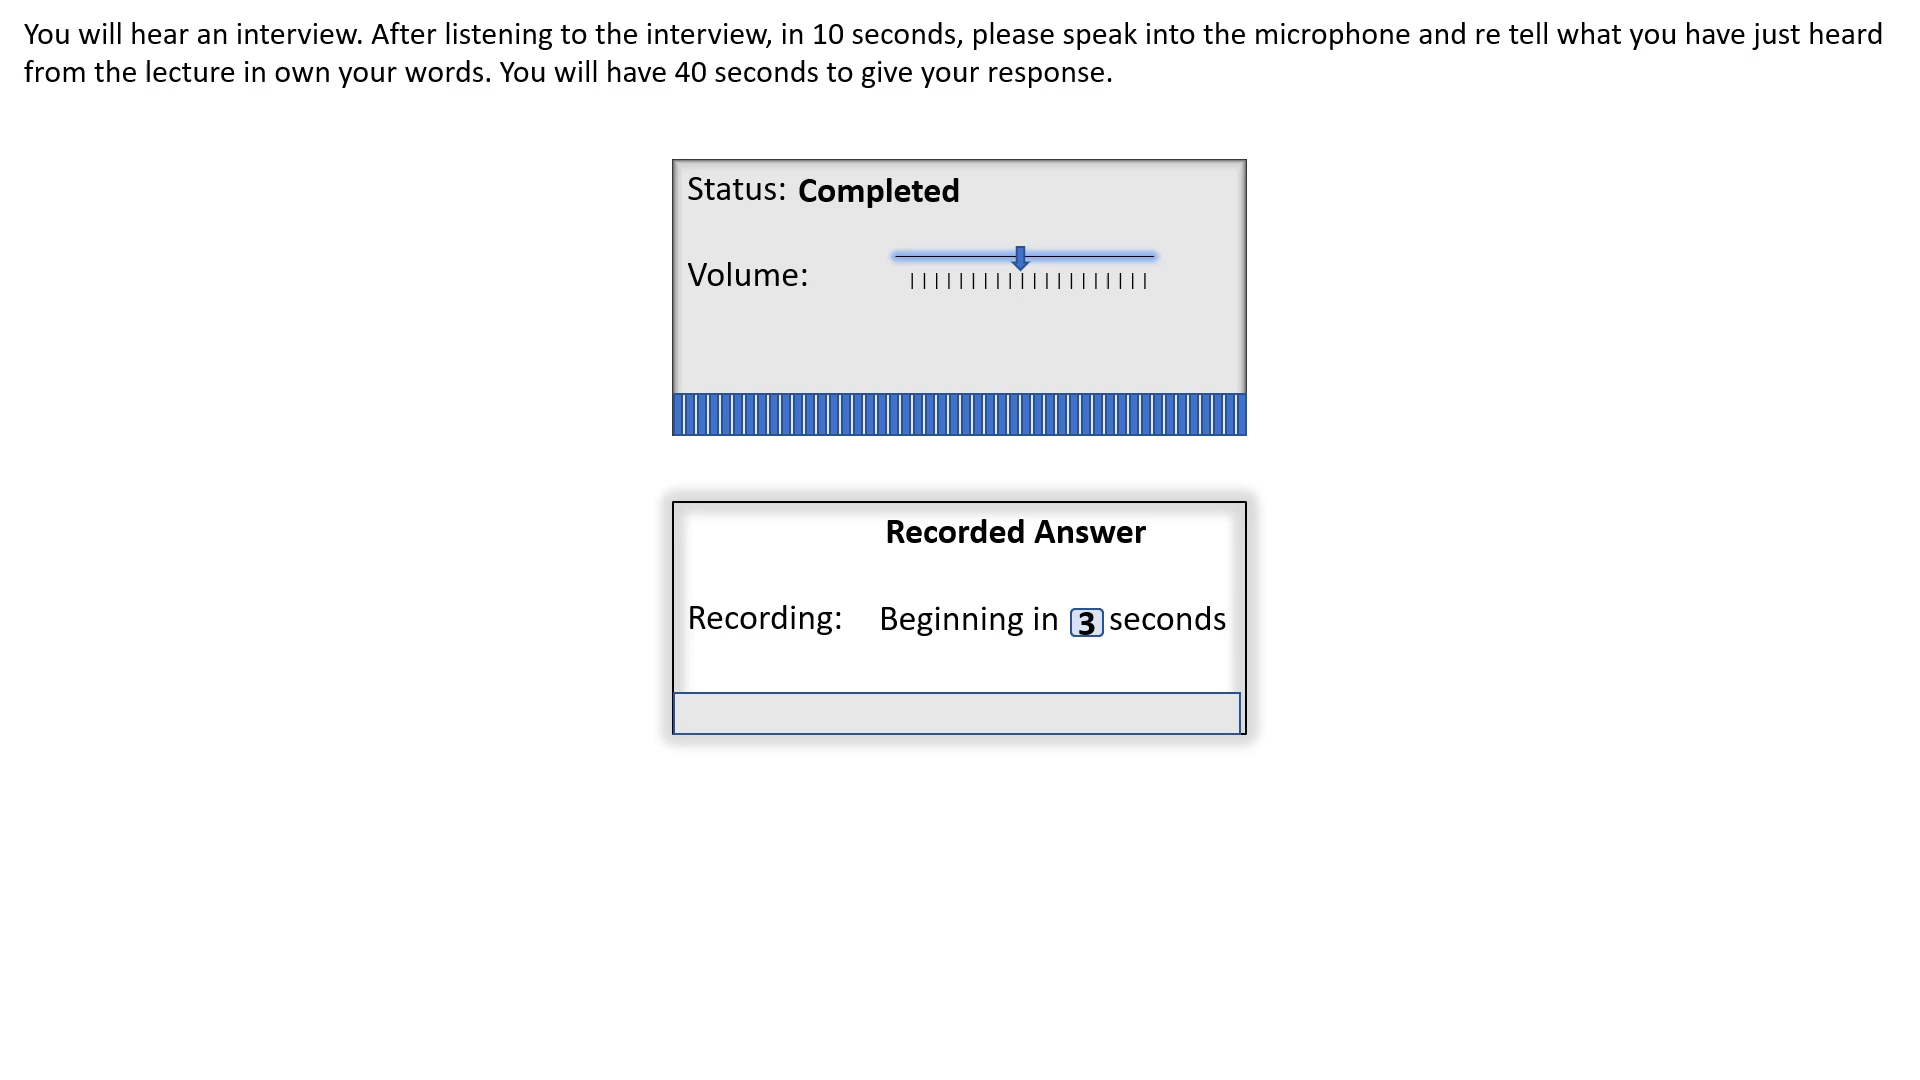 You will hear an interview. After listening to the interview, in 10 seconds, please speak into the microphone and re tell what you have just heard
from the lecture in own your words. You will have 40 seconds to give your response.
Status: Completed
Volume:
Recorded Answer
Recording: Beginning in 3 seconds